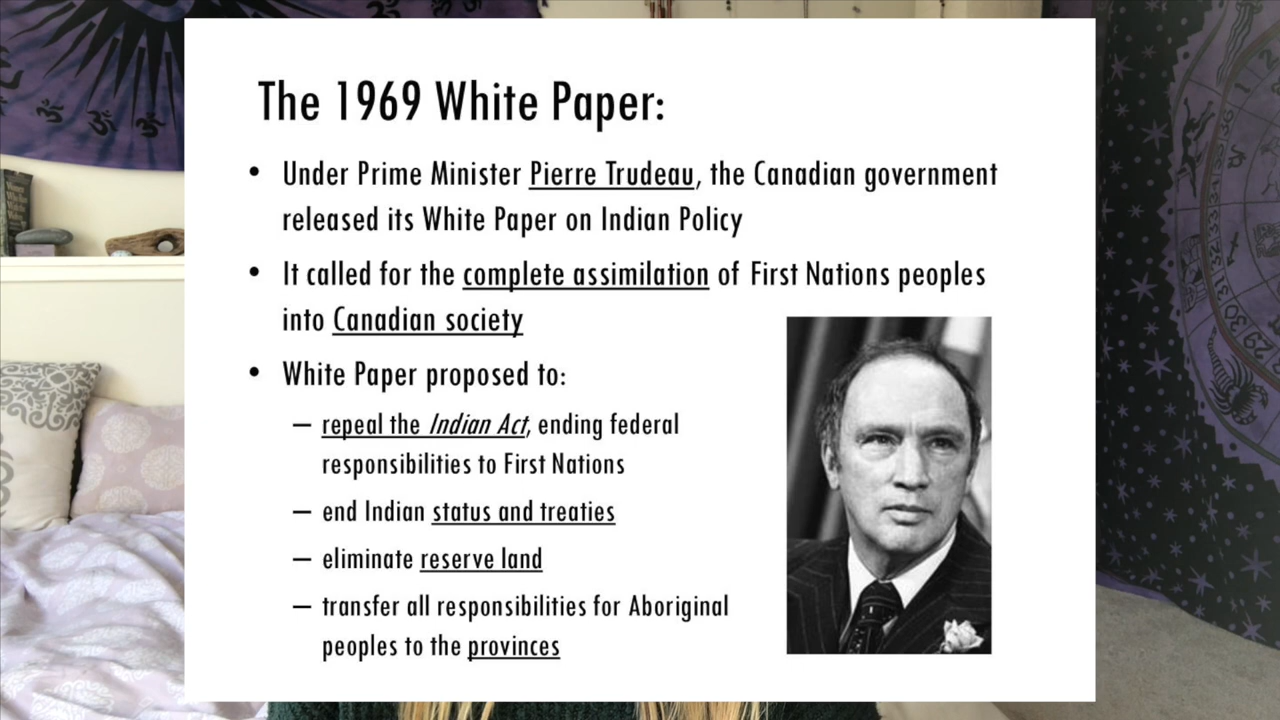 The 1969 White Paper:
• Under Prime Minister Pierre Trudeau, the Canadian government
released its White Paper on Indian Policy
• It called for the complete assimilation of First Nations peoples
into Canadian society
• White Paper proposed to:
– repeal the Indian Act, ending federal
responsibilities to First Nations
– end Indian status and treaties
– eliminate reserve land
– transfer all responsibilities for Aboriginal
peoples to the provinces